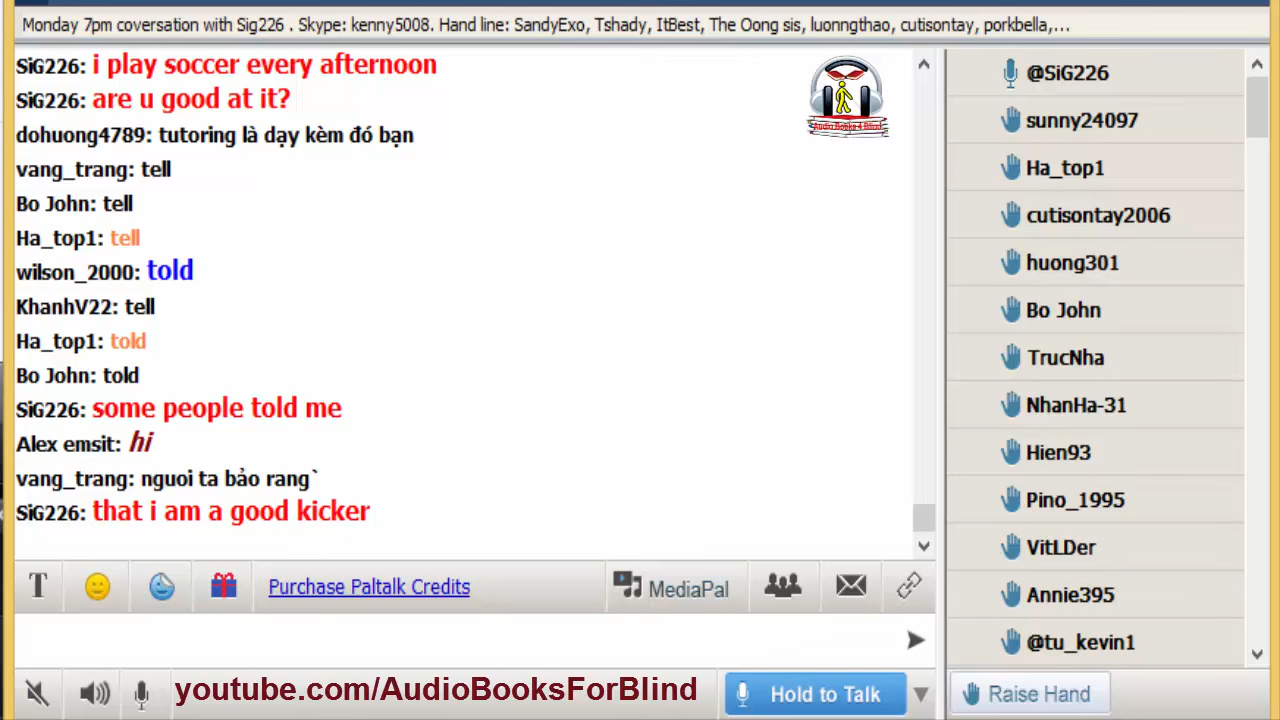 Monday 7pm coversation with Sig226 . Skype: kenny5008. Hand line: SandyExo, Tshady, ItBest, The Oong sis, luonngthao, cutisontay, porkbella,...
SiG226: i play soccer every afternoon
SiG226: are u good at it?
dohuong4789: tutoring là dạy kèm đó bạn
vang_trang: tell
Bo John: tell
Ha_top1: tell
wilson_2000: told
KhanhV22: tell
Ha_top1: told
Bo John: told
SiG226: some people told me
Alex emsit: hi
vang_trang: nguoi ta bảo rang`
SiG226: that i am a good kicker
Audio Books 4 Blind
@SiG226
sunny24097
Ha_top1
cutisontay2006
huong301
Bo John
TrucNha
NhanHa-31
Hien93
Pino_1995
VitLDer
Annie395
@tu_kevin1
T
Purchase Paltalk Credits
MediaPal
youtube.com/AudioBooksForBlind
Hold to Talk
Raise Hand